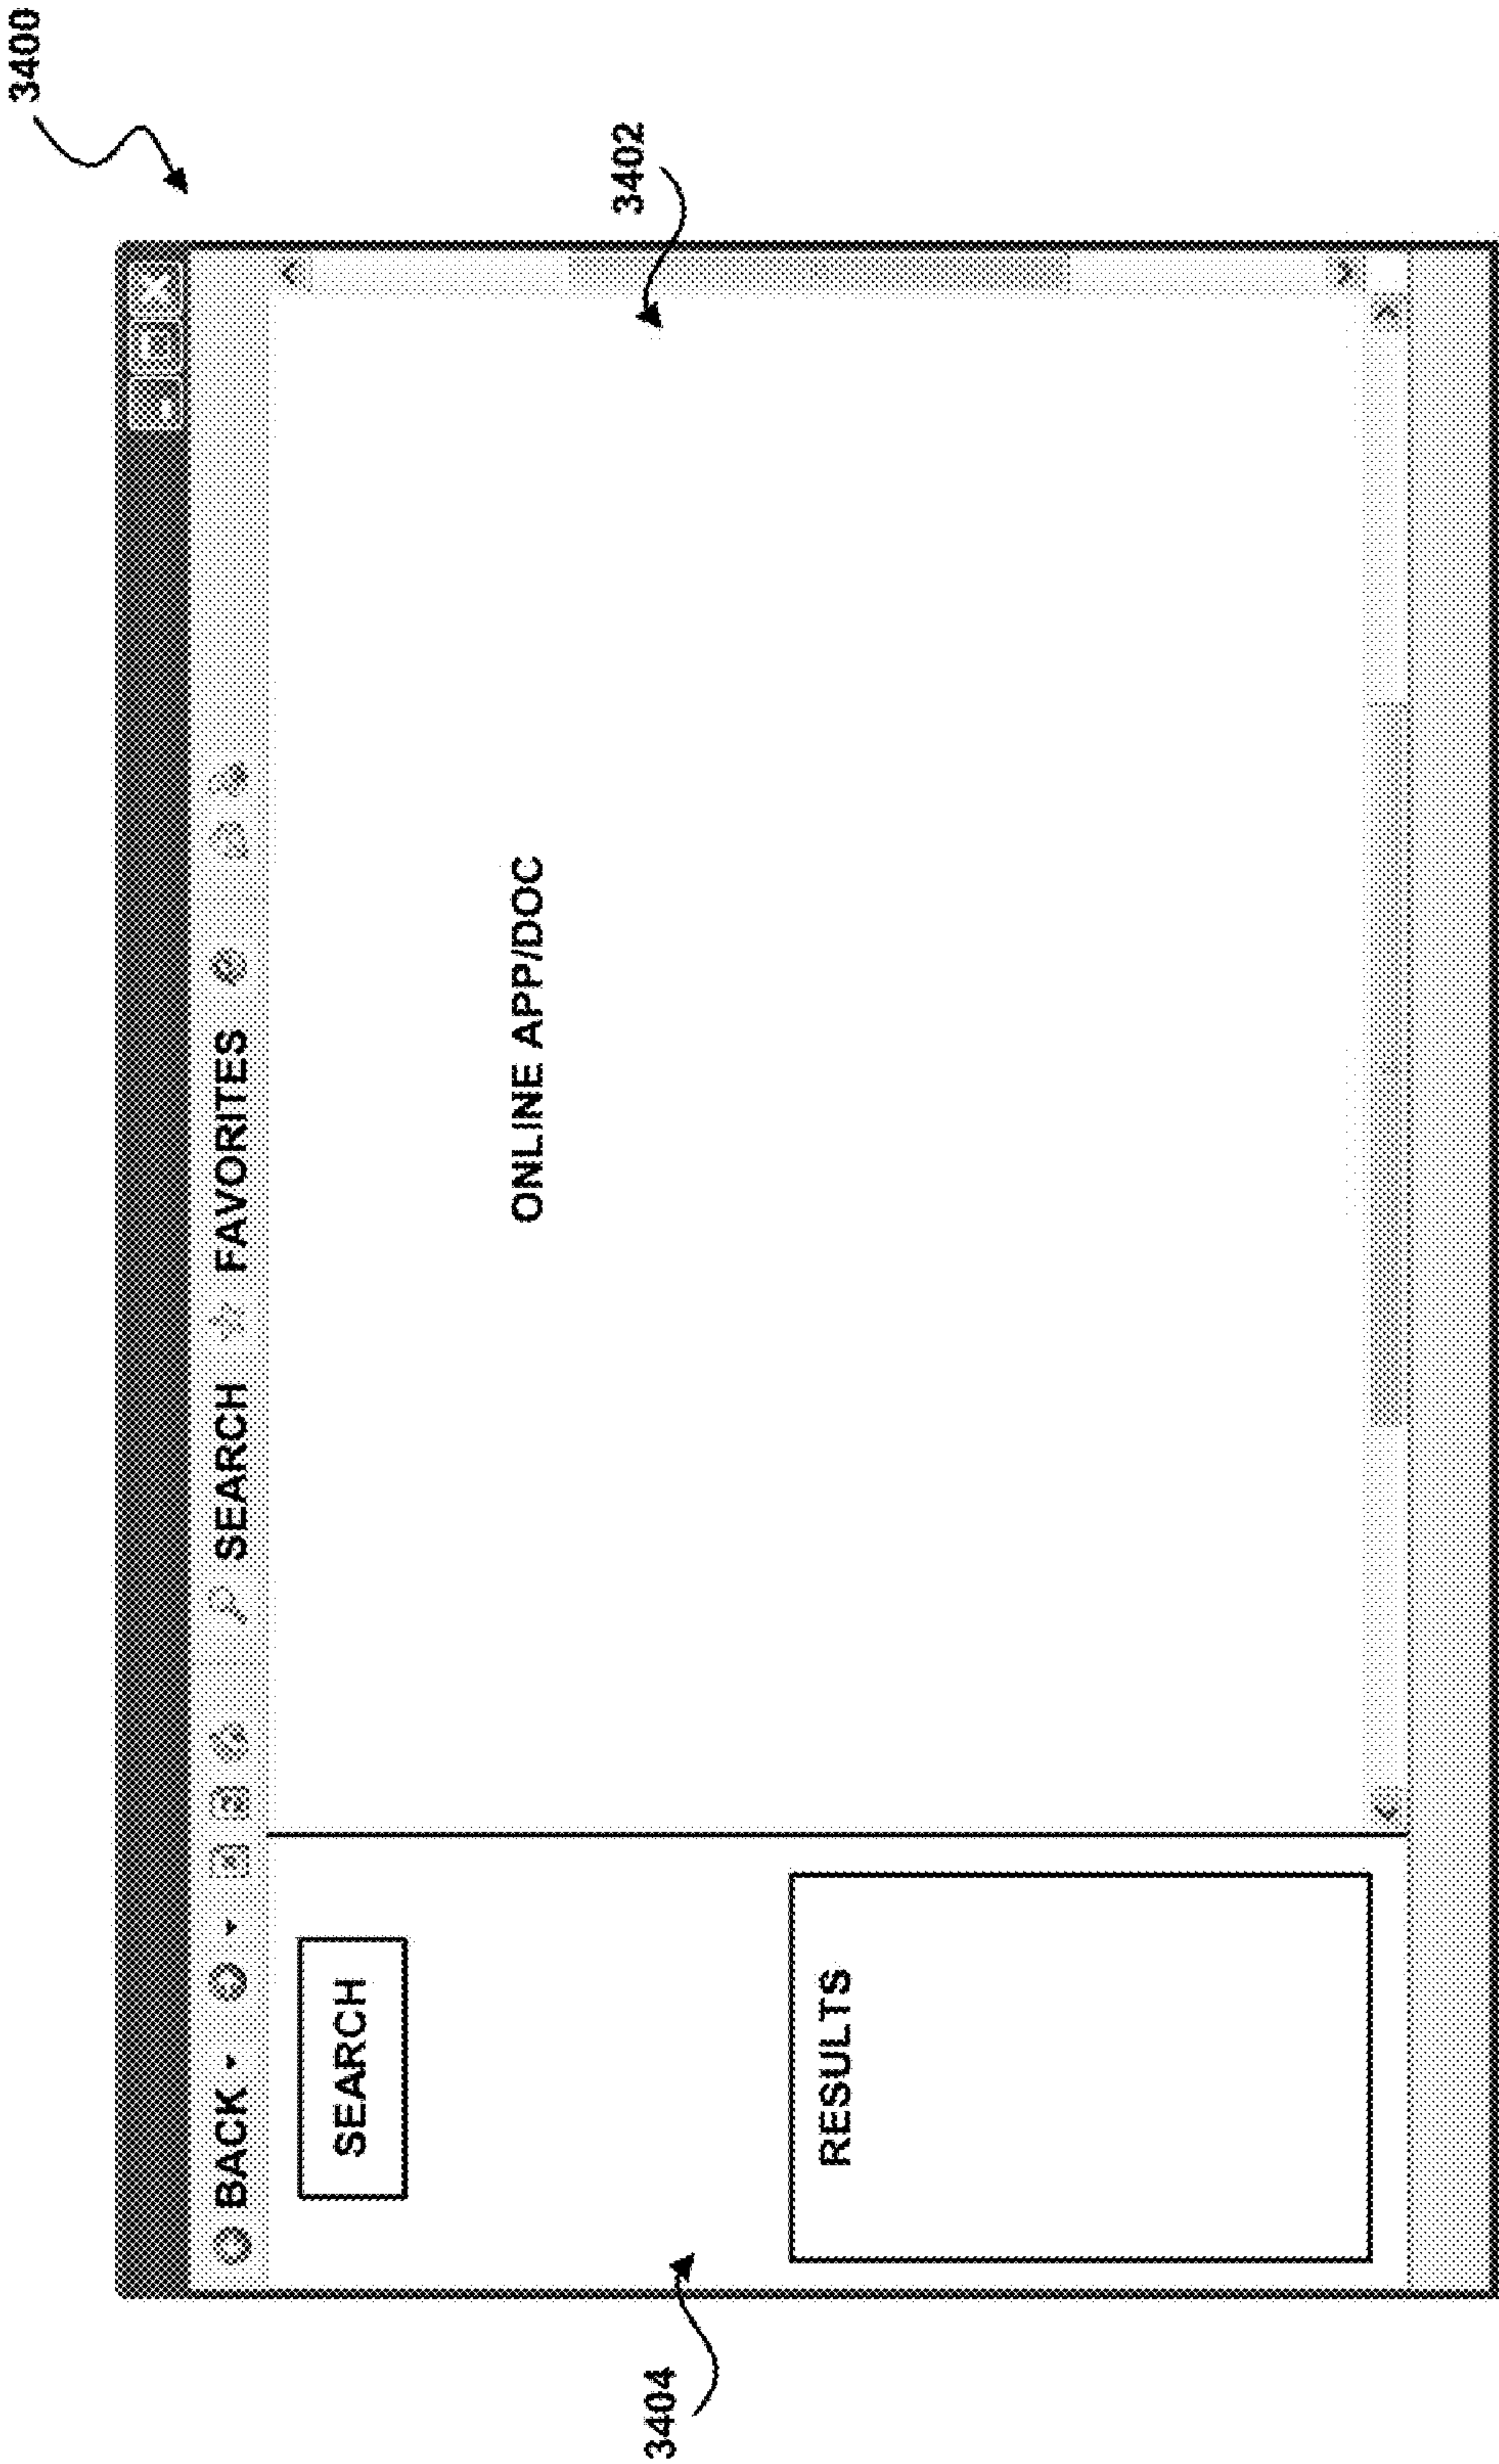 3400
BACK SEARCH FAVORITES
SEARCH
ONLINE APP/DOC
3402
3404
RESULTS